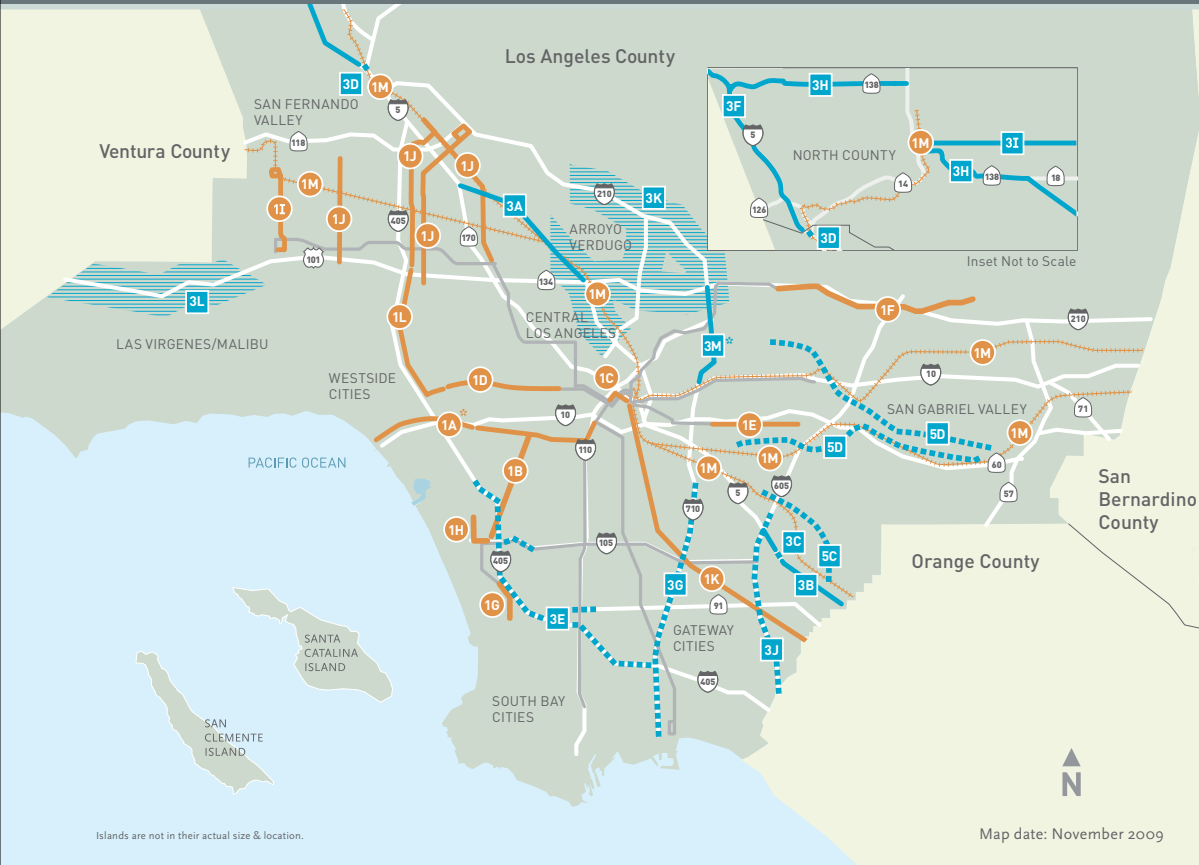 Los Angeles County
3D
1M
SAN FERNANDO
VALLEY
5
118
Ventura County
1J
1J
1M
1I
1J
1J
405
170
3A
210
3K
ARROYO
VERDUGO
101
134
3L
1M
1L
CENTRAL
LOS ANGELES
LAS VIRGENES/MALIBU
3H
138
3F
5
NORTH COUNTY
1M
3I
3H
138
18
14
126
3D
Inset Not to Scale
1F
210
3M*
1M
WESTSIDE
CITIES
1D
1C
10
SAN GABRIEL VALLEY
71
1A*
10
1E
5D
5D
1M
110
1M
1M
60
PACIFIC OCEAN
1B
5
605
57
San
Bernardino
County
710
1H
405
105
3C
5C
Orange County
3G
1K
3B
1G
3E
91
GATEWAY
CITIES
3J
405
SANTA
CATALINA
ISLAND
SOUTH BAY
CITIES
SAN
CLEMENTE
ISLAND
N
Islands are not in their actual size & location.
Map date: November 2009